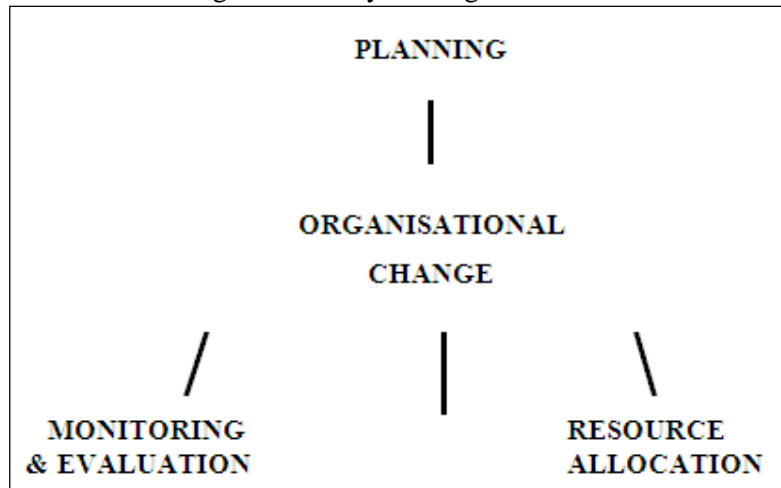 PLANNING
ORGANISATIONAL
CHANGE
MONITORING
& EVALUATION
RESOURCE
ALLOCATION